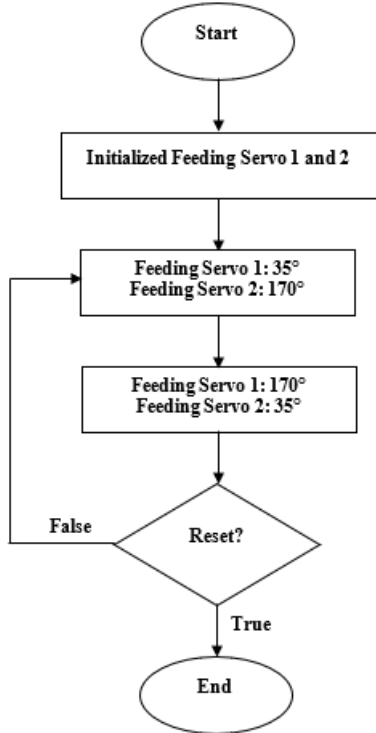 Start
Initialized Feeding Servo 1 and 2
Feeding Servo 1: 35°
Feeding Servo 2: 170°
Feeding Servo 1: 170°
Feeding Servo 2: 35°
False
Reset?
True
End